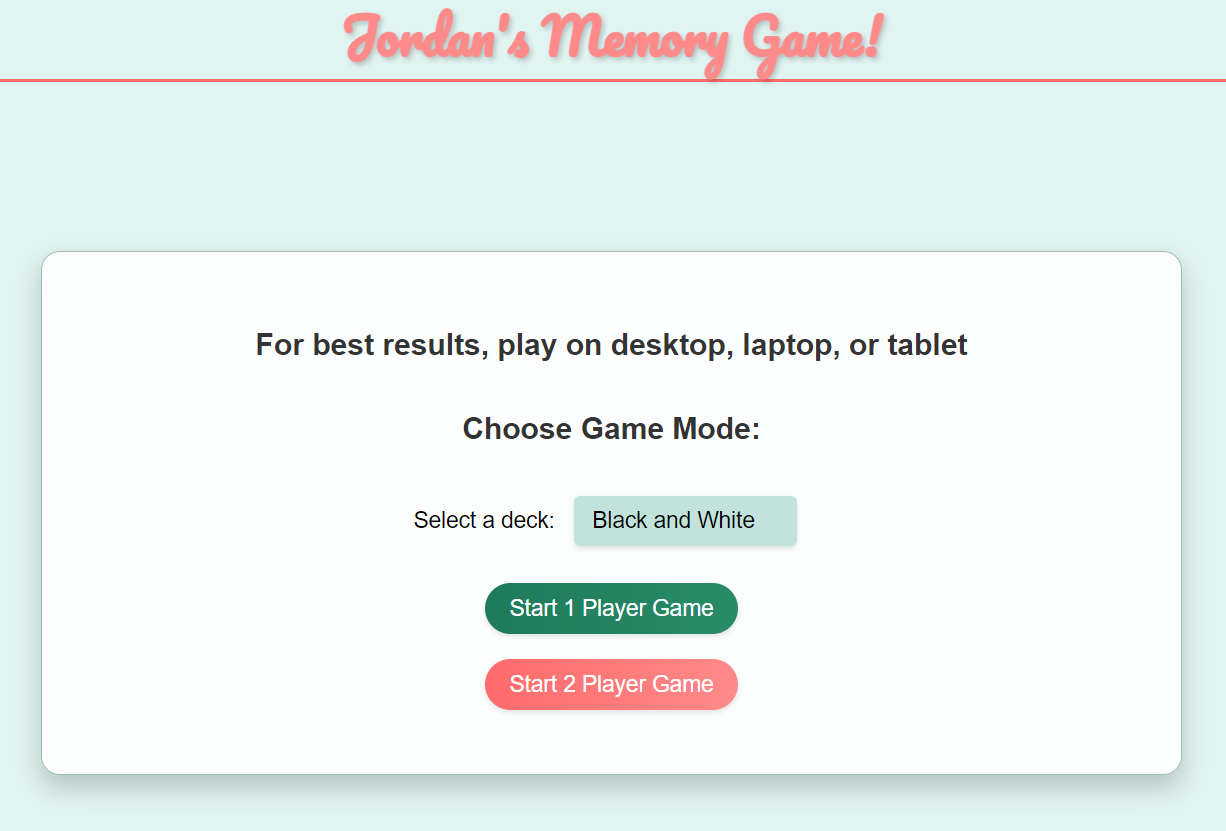 Jordan's Memory Game!
For best results, play on desktop, laptop, or tablet
Choose Game Mode:
Select a deck: Black and White
Start 1 Player Game
Start 2 Player Game